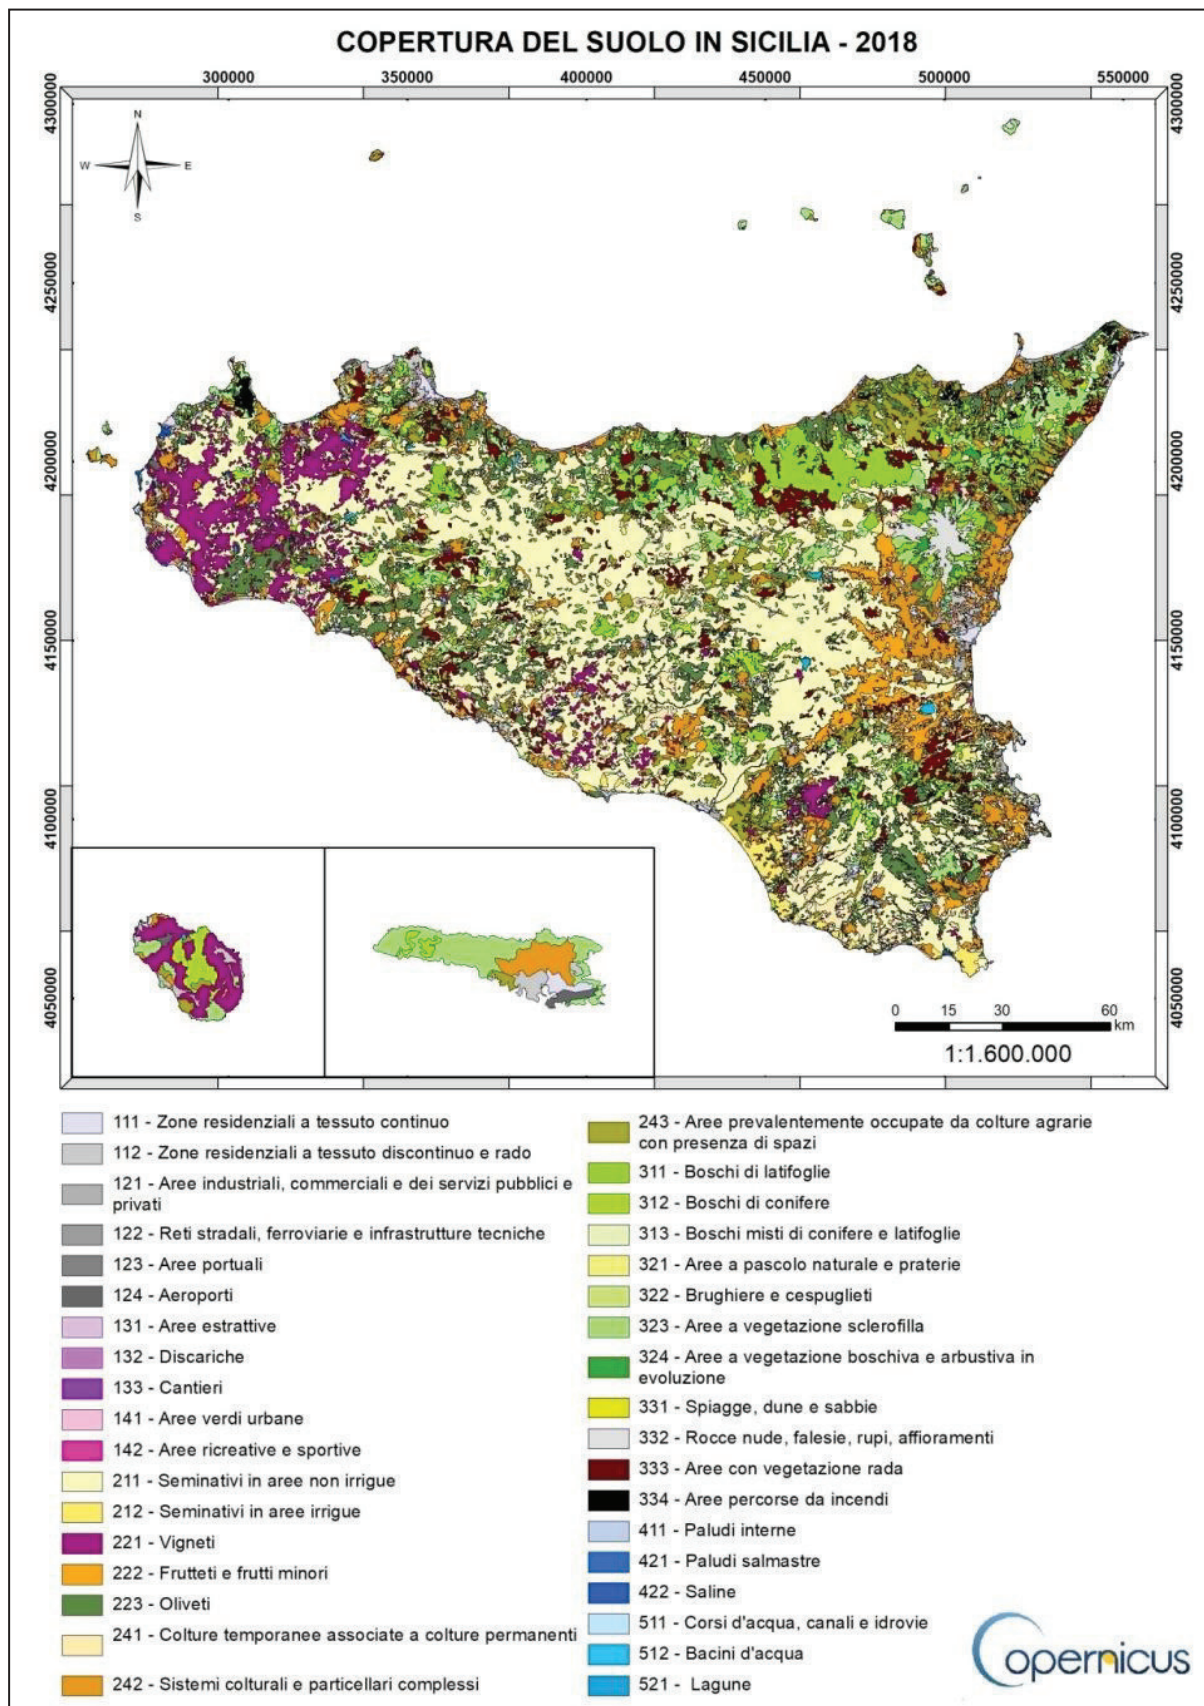 COPERTURA DEL SUOLO IN SICILIA - 2018
300000 350000 400000 450000 500000 550000
4300000 4300000
N
W E
S
4250000 4250000
4200000 4200000
4150000 4150000
4100000 4100000
4050000 4050000
0 15 30 60
km
1:1.600.000
111 - Zone residenziali a tessuto continuo
112 - Zone residenziali a tessuto discontinuo e rado
121 - Aree industriali, commerciali e dei servizi pubblici e
privati
122 - Reti stradali, ferroviarie e infrastrutture tecniche
123 - Aree portuali
124 - Aeroporti
131 - Aree estrattive
132 - Discariche
133 - Cantieri
141 - Aree verdi urbane
142 - Aree ricreative e sportive
211 - Seminativi in aree non irrigue
212 - Seminativi in aree irrigue
221 - Vigneti
222 - Frutteti e frutti minori
223 - Oliveti
241 - Colture temporanee associate a colture permanenti
242 - Sistemi colturali e particellari complessi
243 - Aree prevalentemente occupate da colture agrarie
con presenza di spazi
311 - Boschi di latifoglie
312 - Boschi di conifere
313 - Boschi misti di conifere e latifoglie
321 - Aree a pascolo naturale e praterie
322 - Brughiere e cespuglieti
323 - Aree a vegetazione sclerofilla
324 - Aree a vegetazione boschiva e arbustiva in
evoluzione
331 - Spiagge, dune e sabbie
332 - Rocce nude, falesie, rupi, affioramenti
333 - Aree con vegetazione rada
334 - Aree percorse da incendi
411 - Paludi interne
421 - Paludi salmastre
422 - Saline
511 - Corsi d'acqua, canali e idrovie
512 - Bacini d'acqua
521 - Lagune
Copernicus